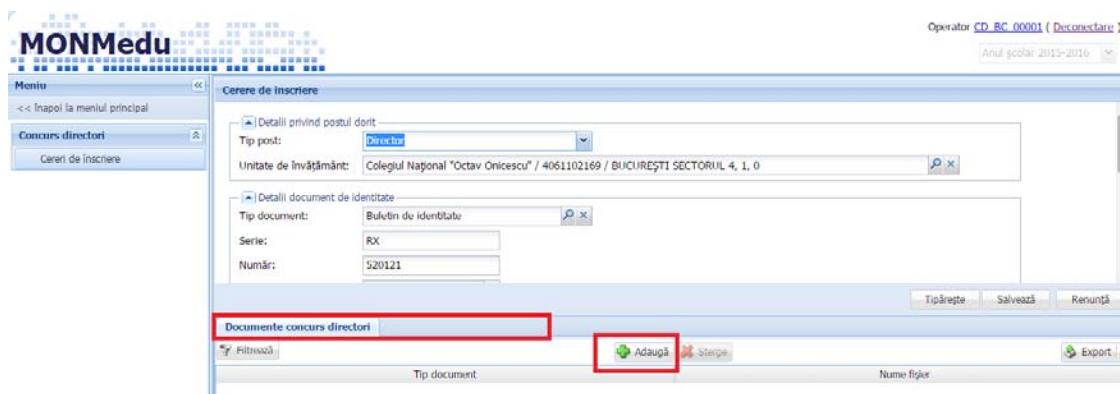 Operator CD_BC_00001 ( Deconectare )
MONMedu
Anul școlar 2015-2016
Meniu
Cerere de înscriere
<< Înapoi la meniul principal
Detalii privind postul dorit
Concurs directori
Tip post: Director
Cereri de înscriere
Unitate de învățământ: Colegiul Național "Octav Onicescu" / 4061102169 / BUCUREȘTI SECTORUL 4, 1, 0
Detalii document de identitate
Tip document: Buletin de identitate
Serie: RX
Număr: 520121
Tipărește Salvează Renunță
Documente concurs directori
Filtrează Adaugă Șterge Export
Tip document Nume fișier